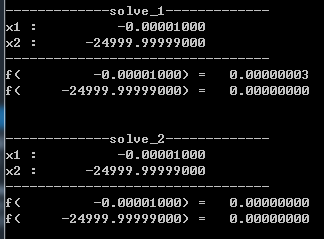 --------------solve_1--------------
x1 :           -0.00001000
x2 :       -24999.99999000
-----------------------------------
f(         -0.00001000) =   0.00000003
f(     -24999.99999000) =   0.00000000
--------------solve_2--------------
x1 :           -0.00001000
x2 :       -24999.99999000
-----------------------------------
f(         -0.00001000) =   0.00000000
f(     -24999.99999000) =   0.00000000